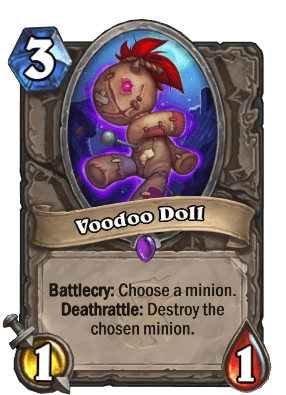 3
Voodoo Doll
Battlecry: Choose a minion.
Deathrattle: Destroy the
chosen minion.
1
1